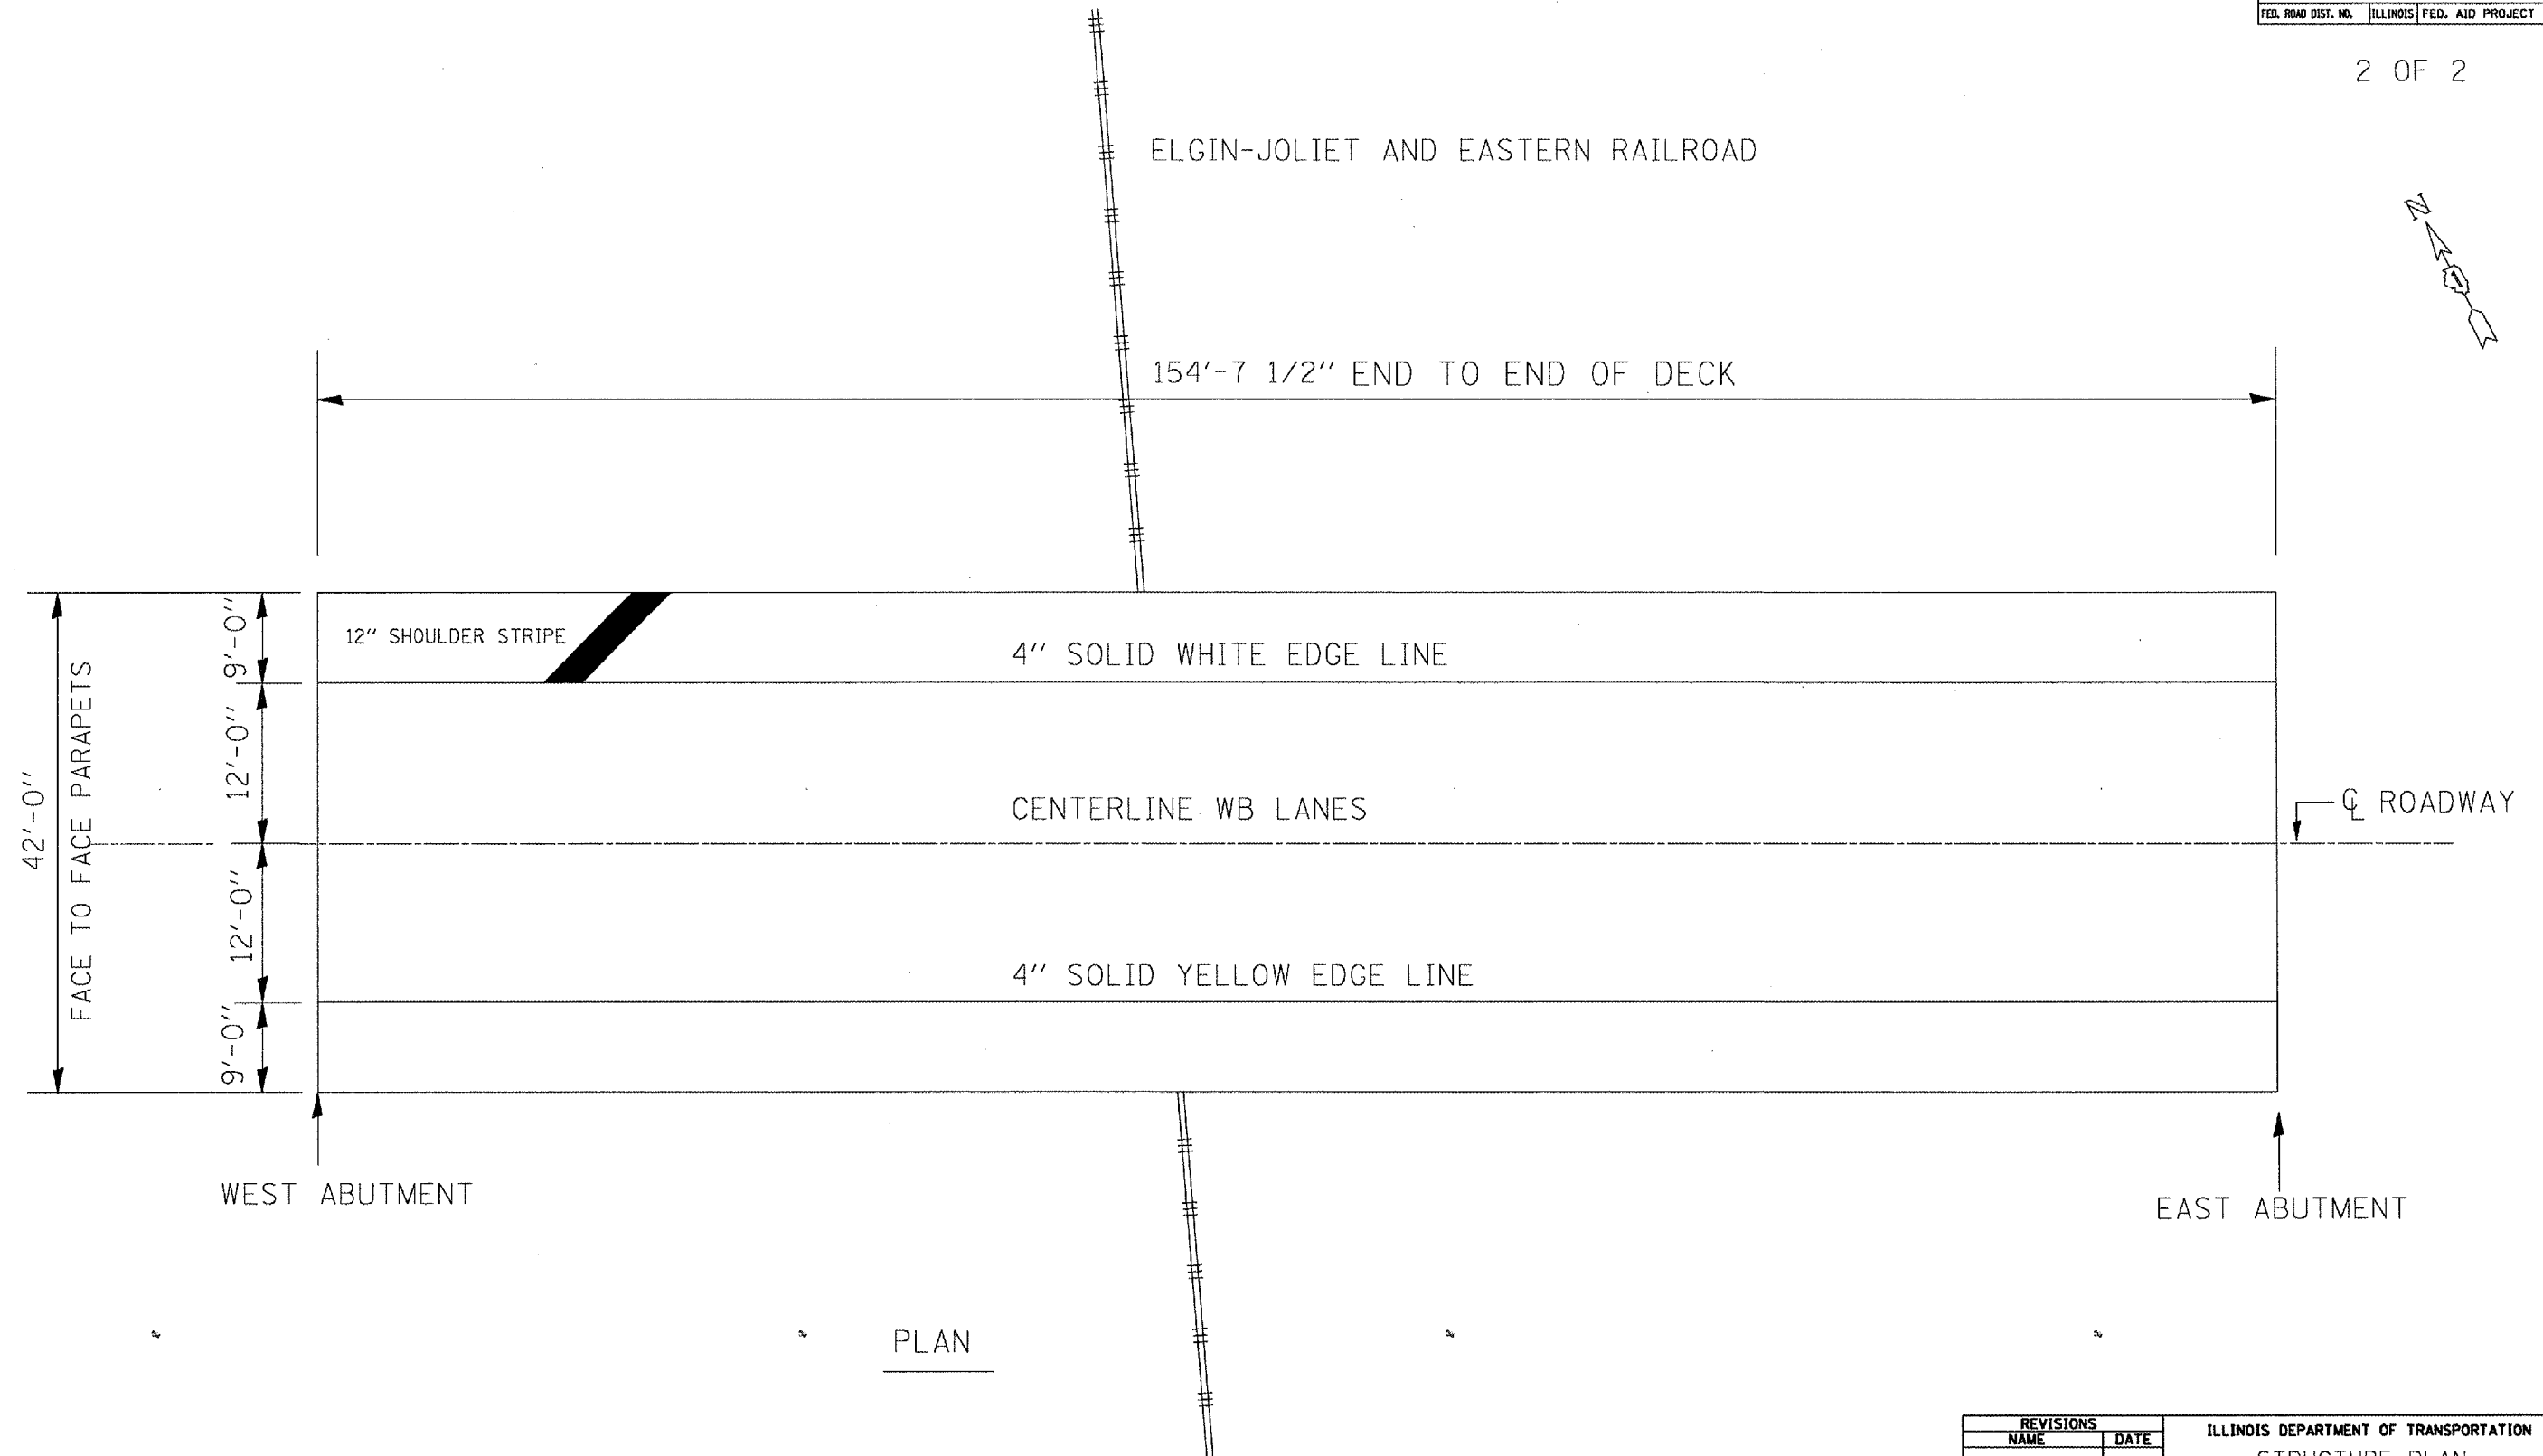 FED. ROAD DIST. NO. ILLINOIS FED. AID PROJECT
2 OF 2
ELGIN-JOLIET AND EASTERN RAILROAD
N
1
154'-7 1/2" END TO END OF DECK
42'-0"
FACE TO FACE PARAPETS
9'-0"
12'-0"
12'-0"
9'-0"
12" SHOULDER STRIPE
4" SOLID WHITE EDGE LINE
CENTERLINE WB LANES
℄ ROADWAY
4" SOLID YELLOW EDGE LINE
WEST ABUTMENT
EAST ABUTMENT
PLAN
REVISIONS
NAME DATE
ILLINOIS DEPARTMENT OF TRANSPORTATION
STRUCTURE PLAN